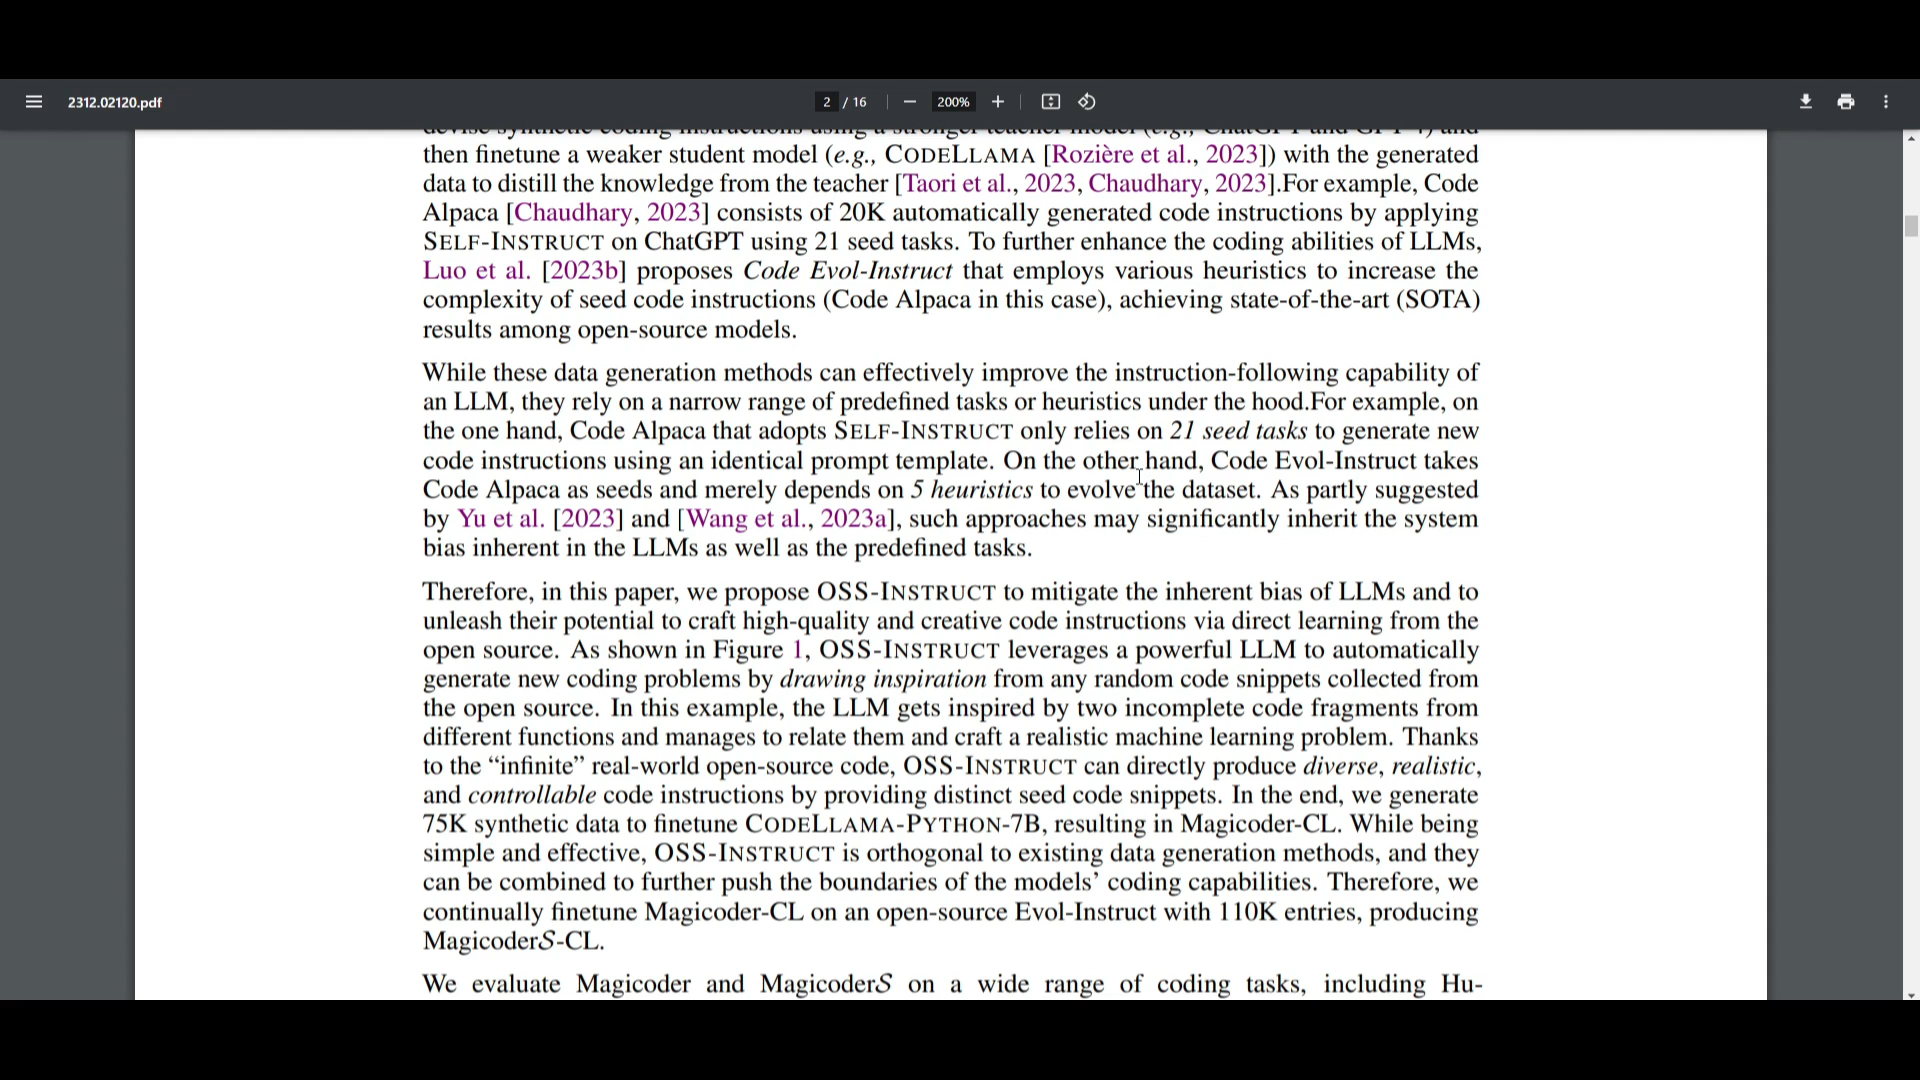 2312.02120.pdf
2 / 16
200%
devise synthetic coding instructions using a stronger teacher model (e.g., ChatGPT and GPT-4) and
then finetune a weaker student model (e.g., CODELLAMA [Rozière et al., 2023]) with the generated
data to distill the knowledge from the teacher [Taori et al., 2023, Chaudhary, 2023].For example, Code
Alpaca [Chaudhary, 2023] consists of 20K automatically generated code instructions by applying
SELF-INSTRUCT on ChatGPT using 21 seed tasks. To further enhance the coding abilities of LLMs,
Luo et al. [2023b] proposes Code Evol-Instruct that employs various heuristics to increase the
complexity of seed code instructions (Code Alpaca in this case), achieving state-of-the-art (SOTA)
results among open-source models.
While these data generation methods can effectively improve the instruction-following capability of
an LLM, they rely on a narrow range of predefined tasks or heuristics under the hood.For example, on
the one hand, Code Alpaca that adopts SELF-INSTRUCT only relies on 21 seed tasks to generate new
code instructions using an identical prompt template. On the other hand, Code Evol-Instruct takes
Code Alpaca as seeds and merely depends on 5 heuristics to evolve the dataset. As partly suggested
by Yu et al. [2023] and [Wang et al., 2023a], such approaches may significantly inherit the system
bias inherent in the LLMs as well as the predefined tasks.
Therefore, in this paper, we propose OSS-INSTRUCT to mitigate the inherent bias of LLMs and to
unleash their potential to craft high-quality and creative code instructions via direct learning from the
open source. As shown in Figure 1, OSS-INSTRUCT leverages a powerful LLM to automatically
generate new coding problems by drawing inspiration from any random code snippets collected from
the open source. In this example, the LLM gets inspired by two incomplete code fragments from
different functions and manages to relate them and craft a realistic machine learning problem. Thanks
to the “infinite” real-world open-source code, OSS-INSTRUCT can directly produce diverse, realistic,
and controllable code instructions by providing distinct seed code snippets. In the end, we generate
75K synthetic data to finetune CODELLAMA-PYTHON-7B, resulting in Magicoder-CL. While being
simple and effective, OSS-INSTRUCT is orthogonal to existing data generation methods, and they
can be combined to further push the boundaries of the models’ coding capabilities. Therefore, we
continually finetune Magicoder-CL on an open-source Evol-Instruct with 110K entries, producing
MagicoderS-CL.
We evaluate Magicoder and MagicoderS on a wide range of coding tasks, including Hu-